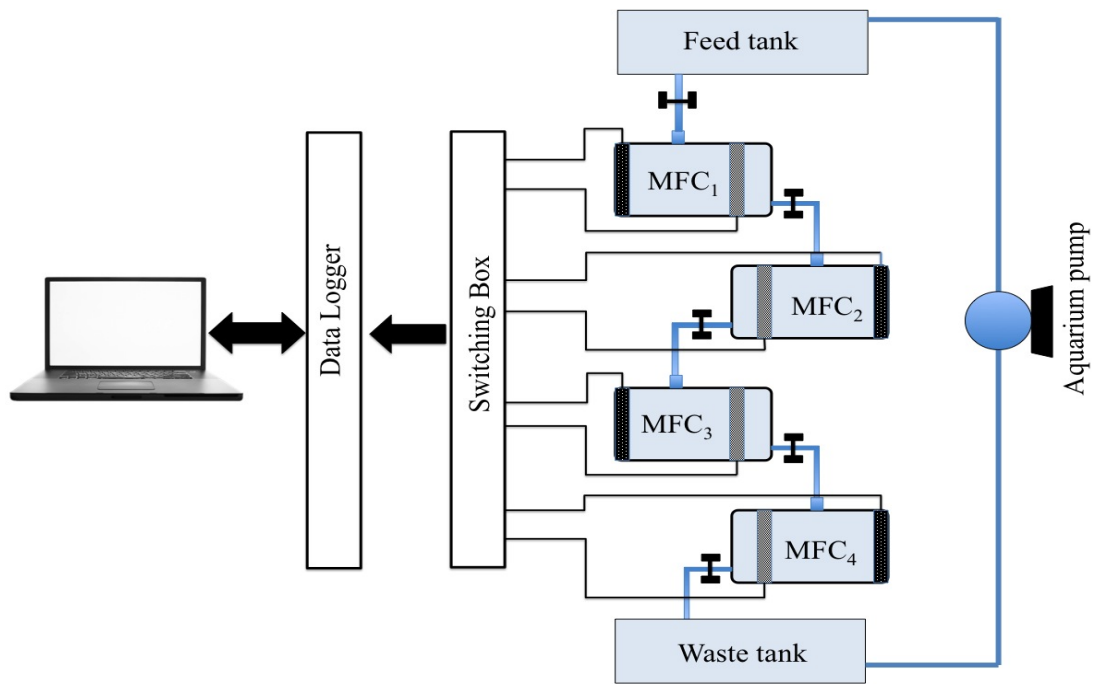 Feed tank
MFC₁
Data Logger
Switching Box
MFC₂
Aquarium pump
MFC₃
MFC₄
Waste tank